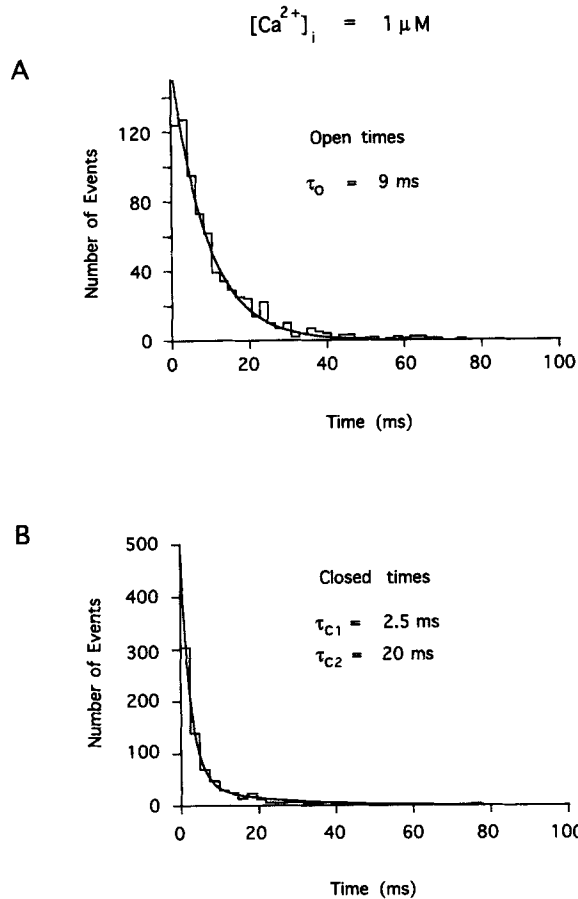 [Ca2+]i = 1 µM
A
Number of Events
120
80
40
0
Open times
τo = 9 ms
0 20 40 60 80 100
Time (ms)
B
Number of Events
500
400
300
200
100
0
Closed times
τC1 = 2.5 ms
τC2 = 20 ms
0 20 40 60 80 100
Time (ms)